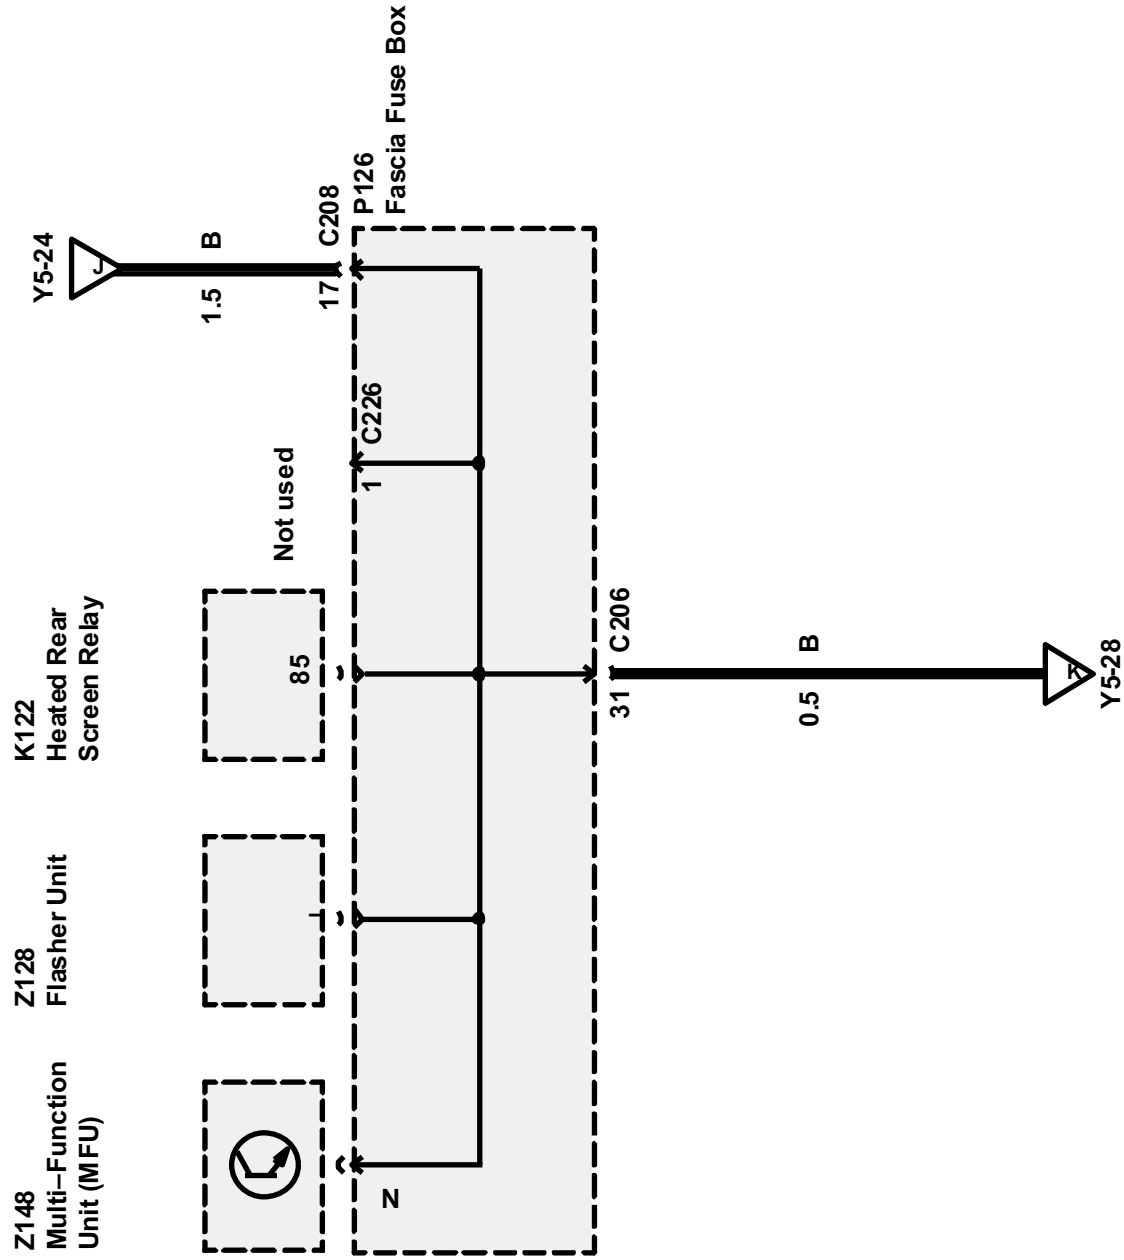 Z148
Multi–Function
Unit (MFU)
Z128
Flasher Unit
K122
Heated Rear
Screen Relay
Y5-24
J
1.5
B
Not used
85
17
C208
P126
Fascia Fuse Box
N
1
C226
31
C206
0.5
B
K
Y5-28